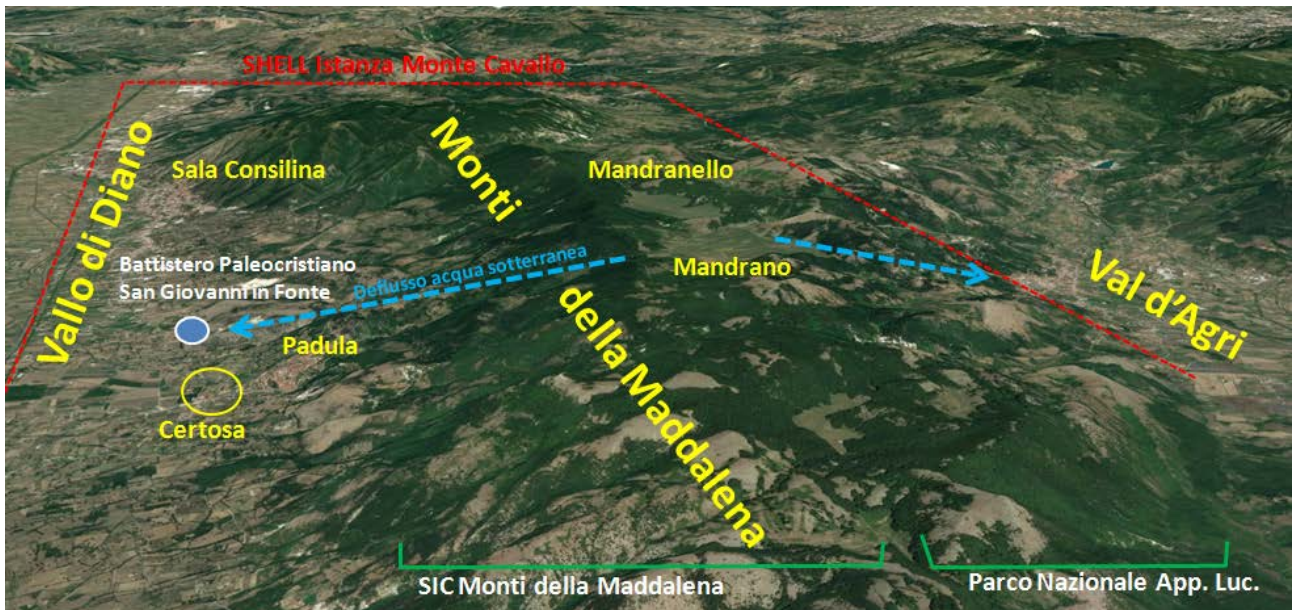 SHELL Istanza Monte Cavallo
Vallo di Diano
Sala Consilina
Monti
Mandranello
Battistero Paleocristiano
San Giovanni in Fonte
Deflusso acqua sotterranea
Mandrano
Val d'Agri
Padula
della Maddalena
Certosa
SIC Monti della Maddalena
Parco Nazionale App. Luc.